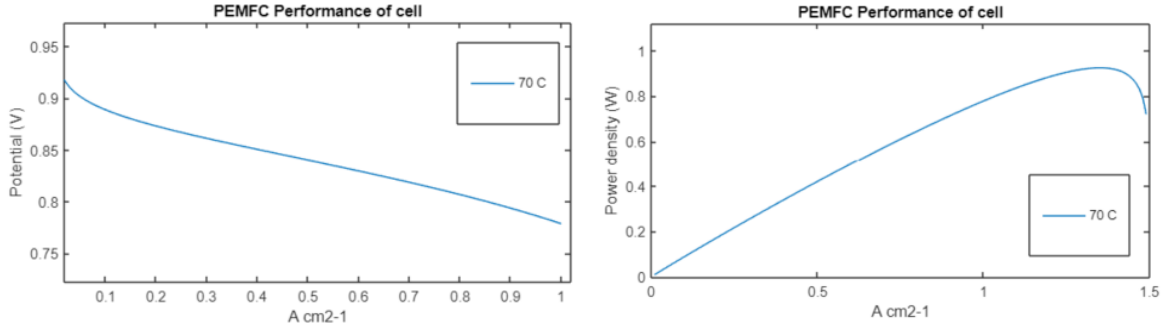 PEMFC Performance of cell
0.95
0.9
0.85
0.8
0.75
Potential (V)
70 C
0.1 0.2 0.3 0.4 0.5 0.6 0.7 0.8 0.9 1
A cm2-1
PEMFC Performance of cell
1
0.8
0.6
0.4
0.2
0
Power density (W)
70 C
0 0.5 1 1.5
A cm2-1